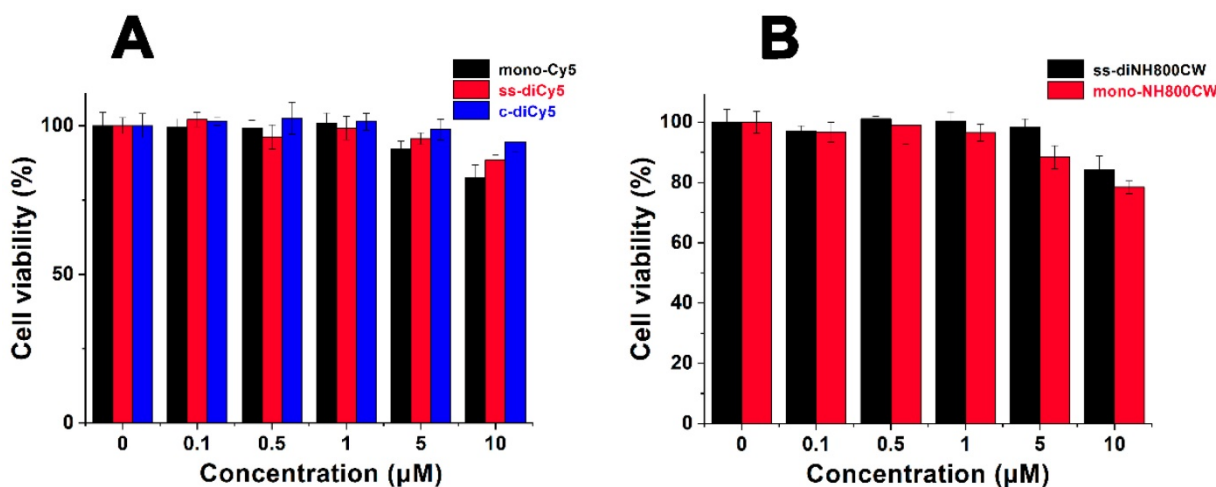 A
mono-Cy5
ss-diCy5
c-diCy5
Cell viability (%)
100
50
0
0 0.1 0.5 1 5 10
Concentration (μM)
B
ss-diNH800CW
mono-NH800CW
Cell viability (%)
100
80
60
40
20
0
0 0.1 0.5 1 5 10
Concentration (μM)